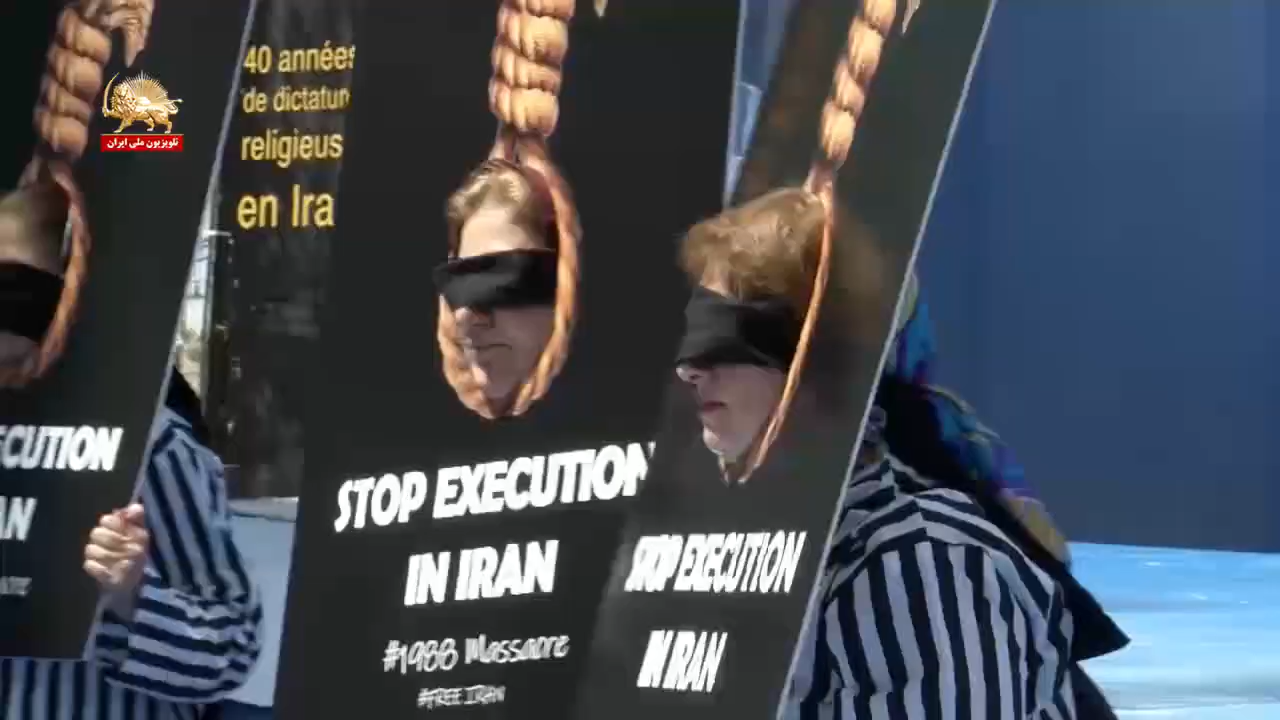 تلویزیون ملی ایران
40 années
de dictatur
religieus
en Ira
ECUTION
AN
STOP EXECUTION
IN IRAN
#1988 Massacre
#FREE IRAN
STOP EXECUTION
IN IRAN